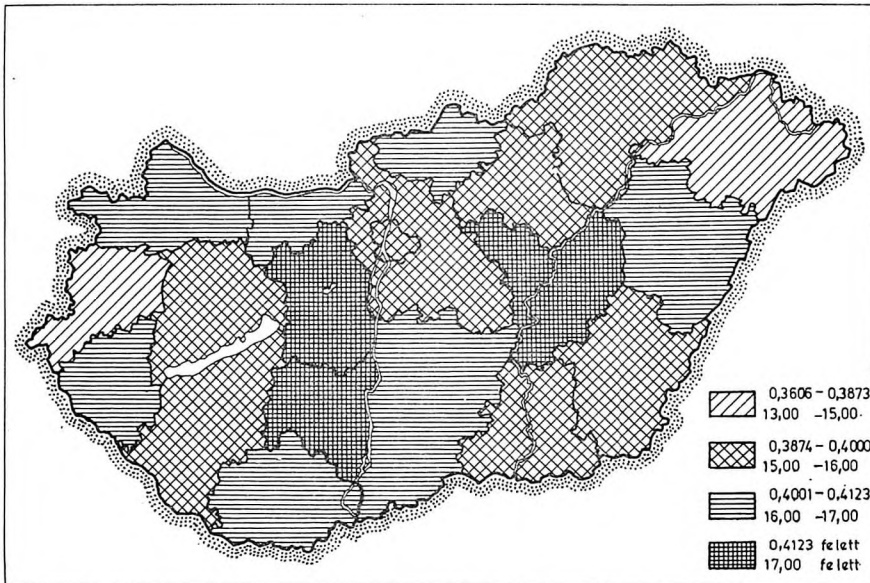 0,3606 – 0,3873
13,00 –15,00
0,3874 – 0,4000
15,00 –16,00
0,4001 – 0,4123
16,00 –17,00
0,4123 felett
17,00 felett